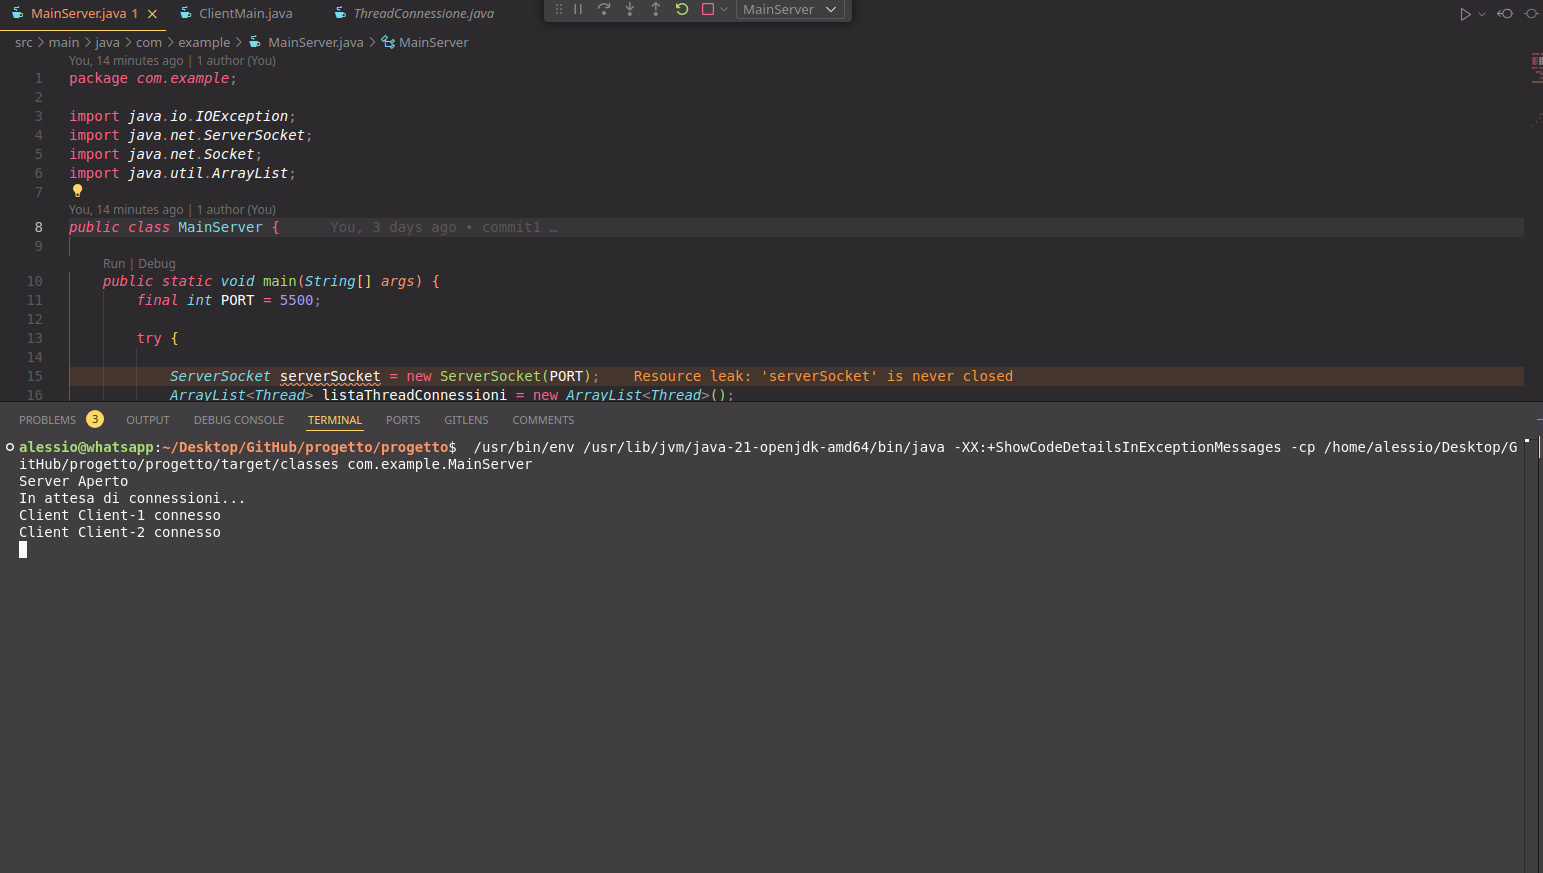 MainServer.java 1
ClientMain.java
ThreadConnessione.java
MainServer
src > main > java > com > example > MainServer.java > MainServer
You, 14 minutes ago | 1 author (You)
1 package com.example;
2
3 import java.io.IOException;
4 import java.net.ServerSocket;
5 import java.net.Socket;
6 import java.util.ArrayList;
7
You, 14 minutes ago | 1 author (You)
8 public class MainServer { You, 3 days ago • commit1 …
9
Run | Debug
10 public static void main(String[] args) {
11 final int PORT = 5500;
12
13 try {
14
15 ServerSocket serverSocket = new ServerSocket(PORT); Resource leak: 'serverSocket' is never closed
16 ArrayList<Thread> listaThreadConnessioni = new ArrayList<Thread>();
PROBLEMS 3 OUTPUT DEBUG CONSOLE TERMINAL PORTS GITLENS COMMENTS
alessio@whatsapp:~/Desktop/GitHub/progetto/progetto$ /usr/bin/env /usr/lib/jvm/java-21-openjdk-amd64/bin/java -XX:+ShowCodeDetailsInExceptionMessages -cp /home/alessio/Desktop/G
itHub/progetto/progetto/target/classes com.example.MainServer
Server Aperto
In attesa di connessioni...
Client Client-1 connesso
Client Client-2 connesso